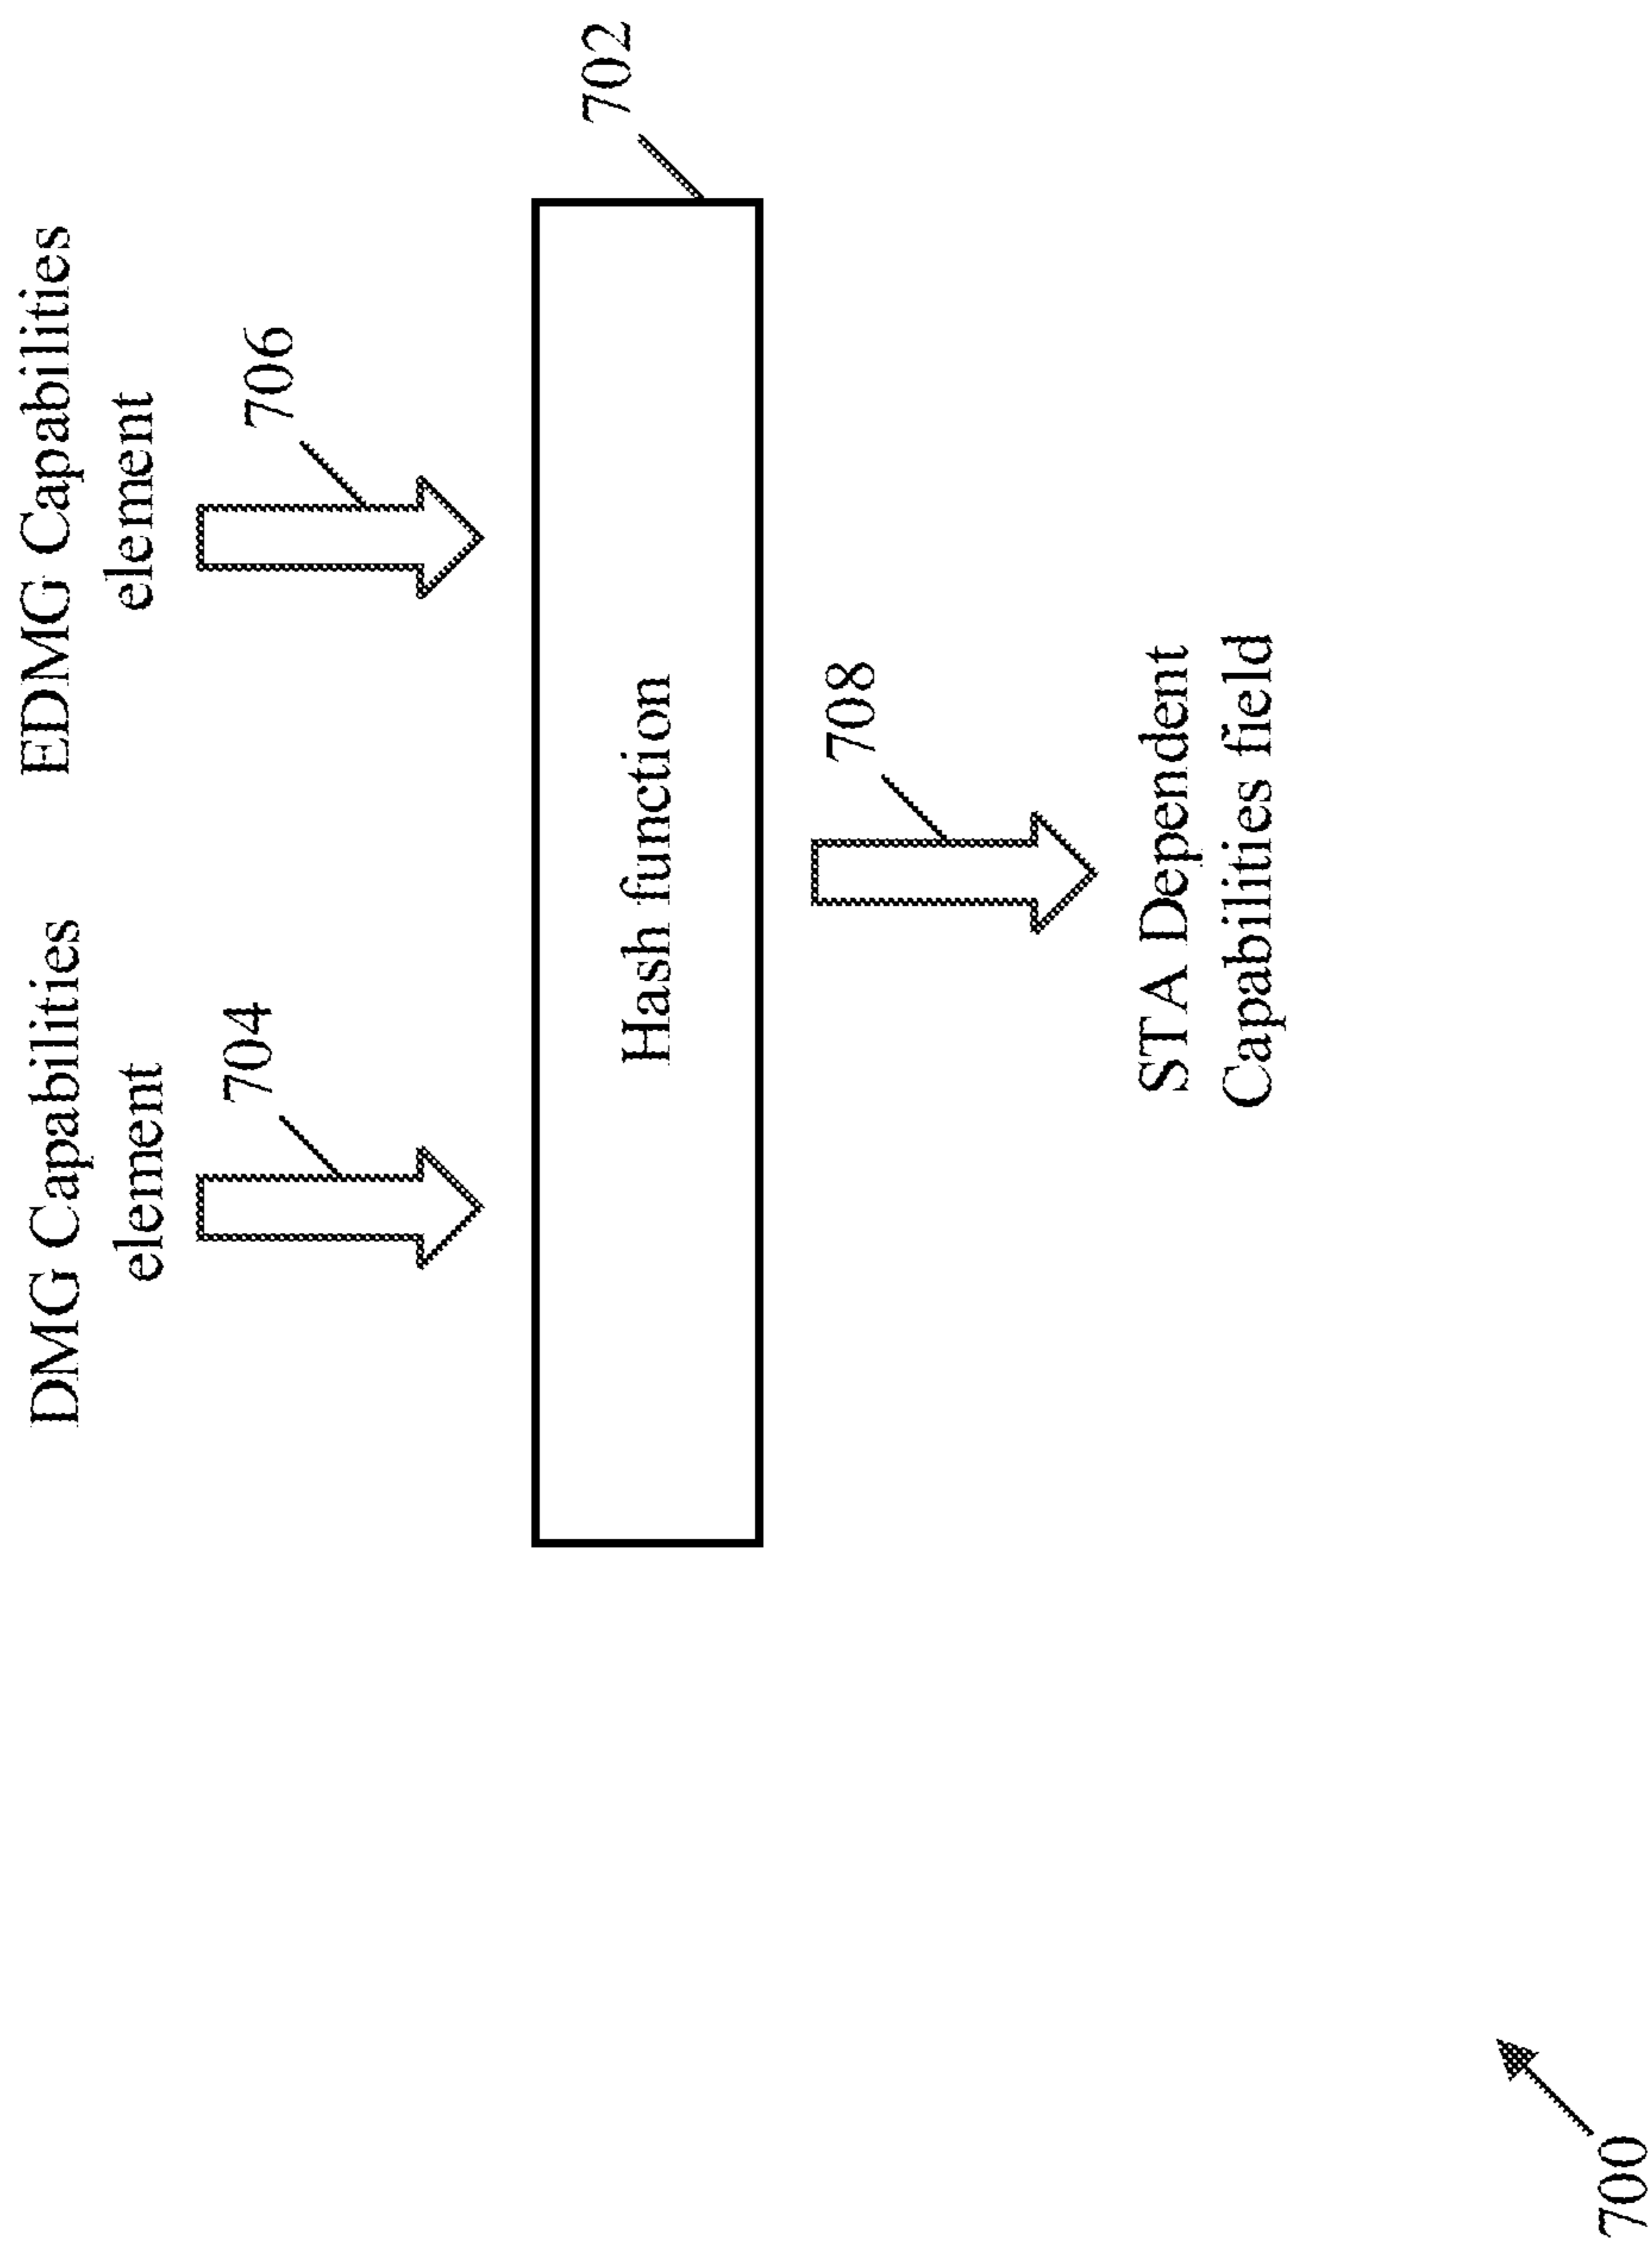 DMG Capabilities
element
704
EDMG Capabilities
element
706
702
Hash function
708
STA Dependent
Capabilities field
700